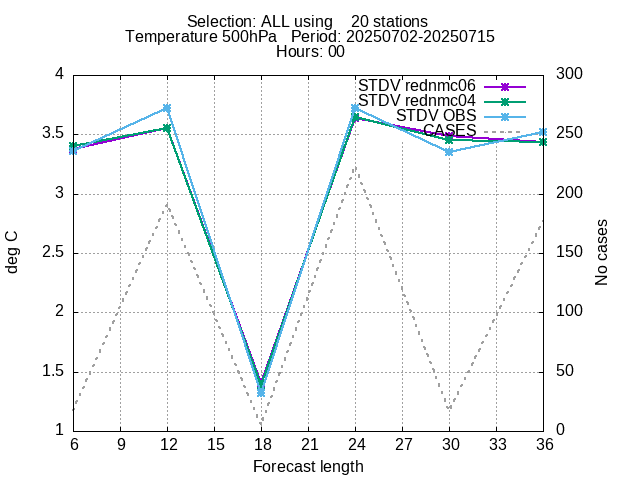 Selection: ALL using    20 stations
Temperature 500hPa   Period: 20250702-20250715
Hours: 00
STDV rednmc06
STDV rednmc04
STDV OBS
CASES
4
3.5
3
2.5
2
1.5
1
deg C
300
250
200
150
100
50
0
No cases
6 9 12 15 18 21 24 27 30 33 36
Forecast length